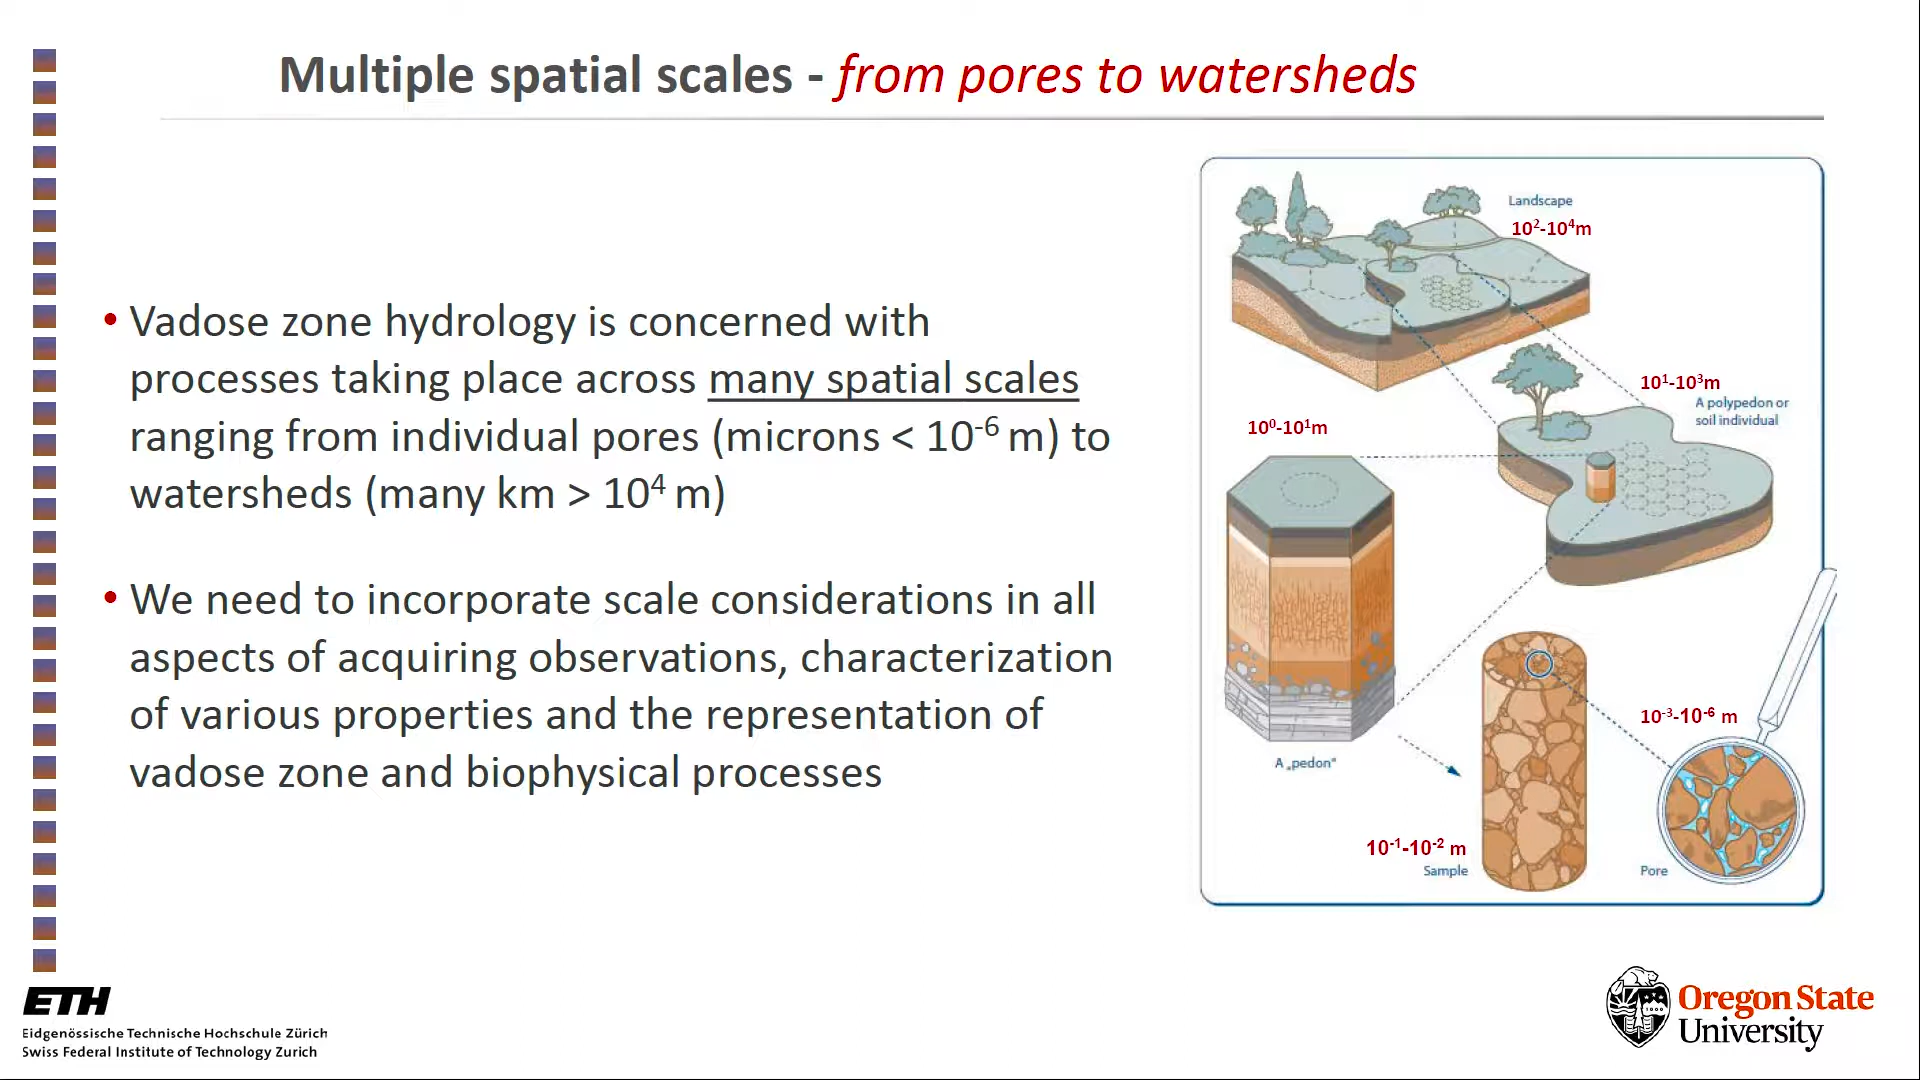 Multiple spatial scales - from pores to watersheds
• Vadose zone hydrology is concerned with
processes taking place across many spatial scales
ranging from individual pores (microns < 10⁻⁶ m) to
watersheds (many km > 10⁴ m)
• We need to incorporate scale considerations in all
aspects of acquiring observations, characterization
of various properties and the representation of
vadose zone and biophysical processes
Landscape
10²-10⁴m
10¹-10³m
A polypedon or
soil individual
10⁰-10¹m
A „pedon“
10⁻¹-10⁻² m
Sample
10⁻³-10⁻⁶ m
Pore
ETH
Eidgenössische Technische Hochschule Zürich
Swiss Federal Institute of Technology Zurich
Oregon State
University